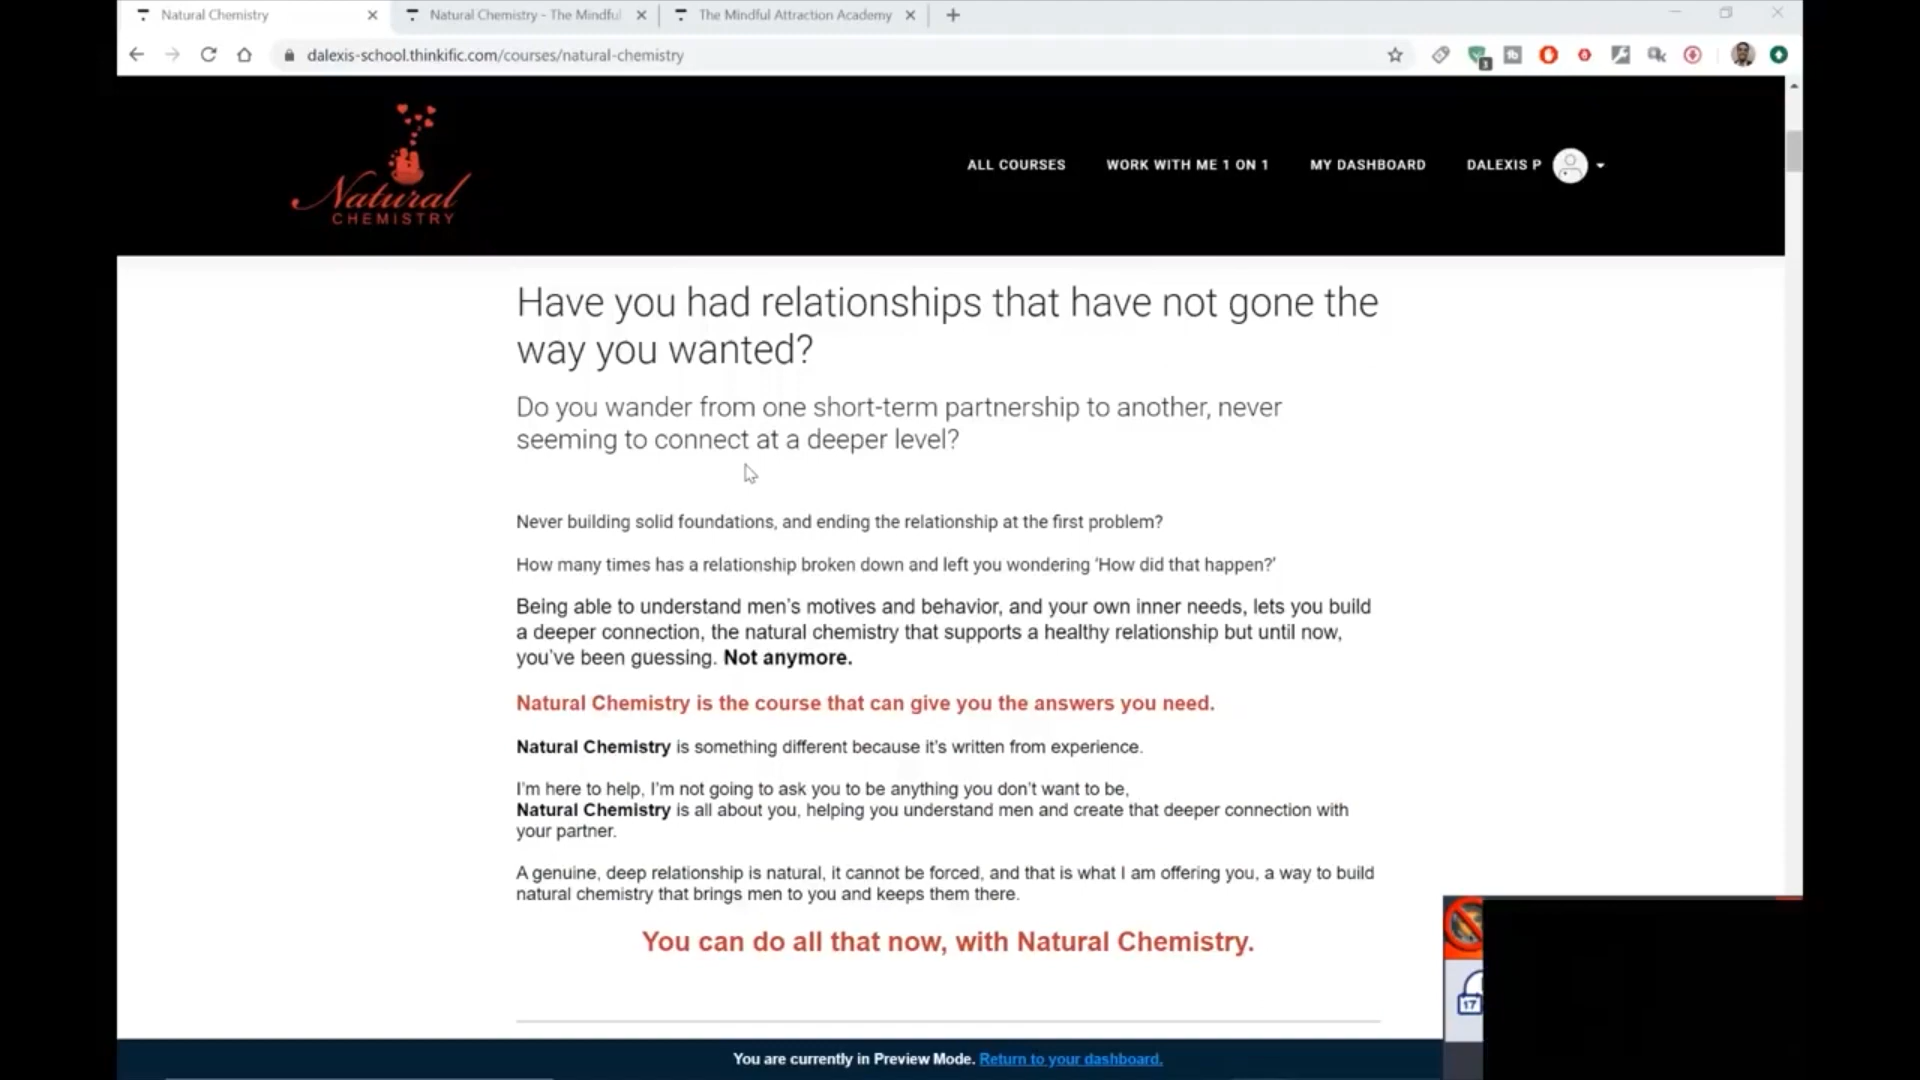 Natural Chemistry
Natural Chemistry - The Mindful
The Mindful Attraction Academy
dalexis-school.thinkific.com/courses/natural-chemistry
Natural
CHEMISTRY
ALL COURSES
WORK WITH ME 1 ON 1
MY DASHBOARD
DALEXIS P
Have you had relationships that have not gone the
way you wanted?
Do you wander from one short-term partnership to another, never
seeming to connect at a deeper level?
Never building solid foundations, and ending the relationship at the first problem?
How many times has a relationship broken down and left you wondering ‘How did that happen?’
Being able to understand men’s motives and behavior, and your own inner needs, lets you build
a deeper connection, the natural chemistry that supports a healthy relationship but until now,
you’ve been guessing. Not anymore.
Natural Chemistry is the course that can give you the answers you need.
Natural Chemistry is something different because it’s written from experience.
I’m here to help, I’m not going to ask you to be anything you don’t want to be,
Natural Chemistry is all about you, helping you understand men and create that deeper connection with
your partner.
A genuine, deep relationship is natural, it cannot be forced, and that is what I am offering you, a way to build
natural chemistry that brings men to you and keeps them there.
You can do all that now, with Natural Chemistry.
17
You are currently in Preview Mode. Return to your dashboard.